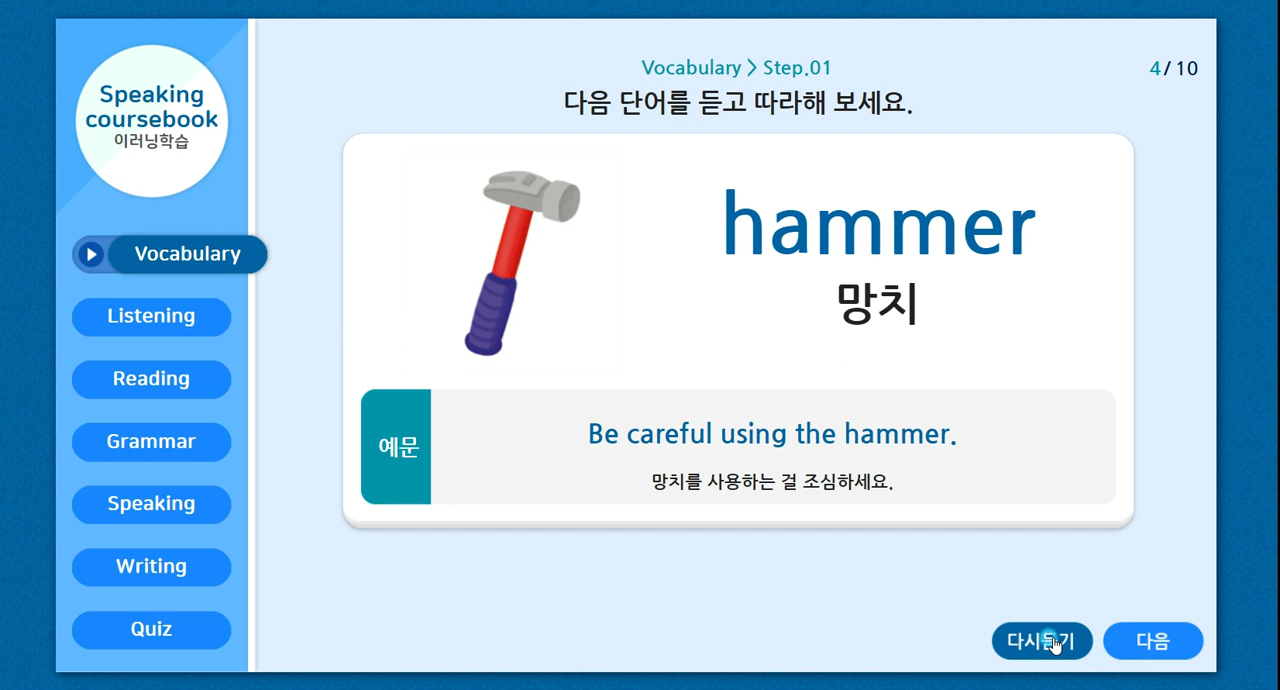 Speaking
coursebook
이러닝학습
Vocabulary
Listening
Reading
Grammar
Speaking
Writing
Quiz
Vocabulary > Step.01
4/ 10
다음 단어를 듣고 따라해 보세요.
hammer
망치
예문
Be careful using the hammer.
망치를 사용하는 걸 조심하세요.
다시듣기
다음